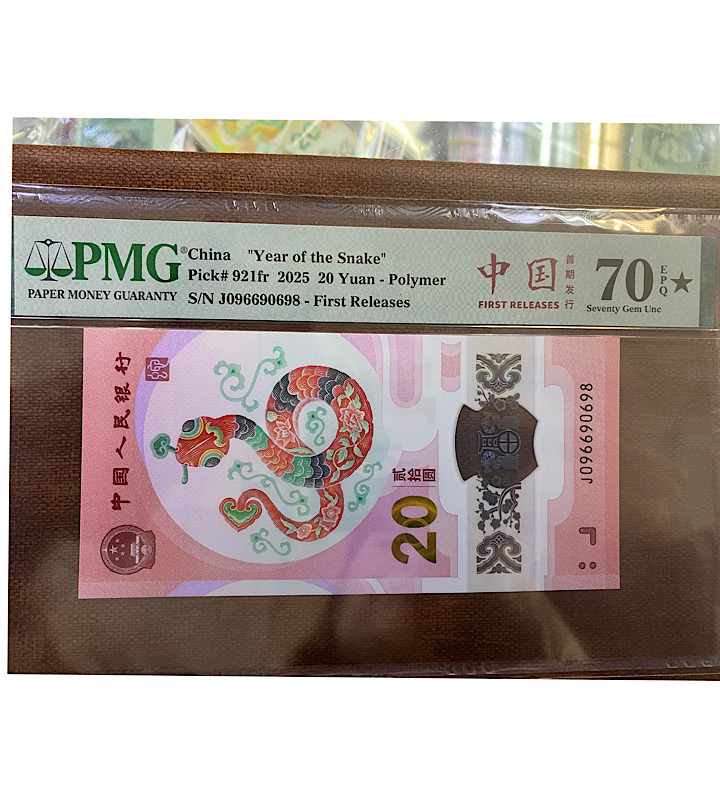 PMG®
PAPER MONEY GUARANTY
China "Year of the Snake"
Pick# 921fr 2025 20 Yuan - Polymer
S/N J096690698 - First Releases
中国
首期发行
FIRST RELEASES
70 EPQ★
Seventy Gem Unc
中国人民银行
贰拾圆
20
J096690698